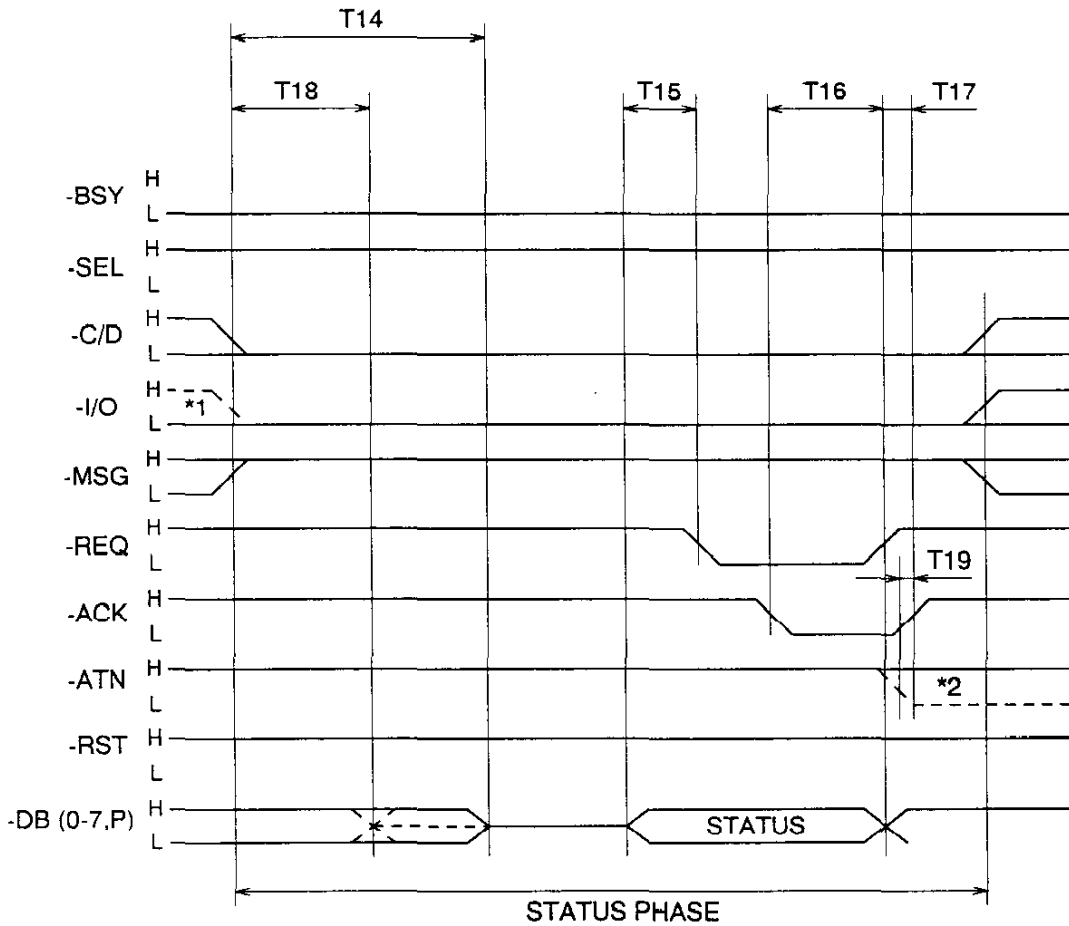 T14
T18 T15 T16 T17
-BSY H L
-SEL H L
-C/D H L
-I/O H L *1
-MSG H L
-REQ H L
T19
-ACK H L
-ATN H L *2
-RST H L
-DB (0-7,P) H L STATUS
STATUS PHASE